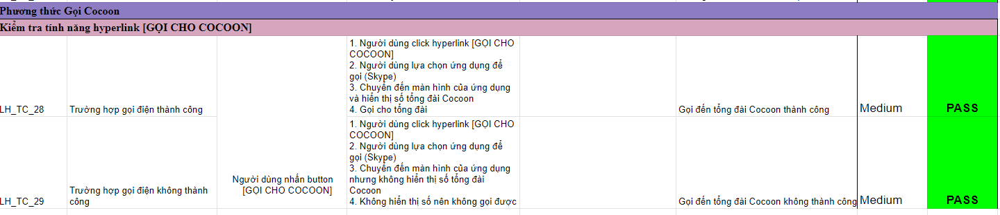 Phương thức Gọi Cocoon
Kiểm tra tính năng hyperlink [GỌI CHO COCOON]
LH_TC_28
Trường hợp gọi điện thành công
1. Người dùng click hyperlink [GỌI CHO
COCOON]
2. Người dùng lựa chọn ứng dụng để
gọi (Skype)
3. Chuyển đến màn hình của ứng dụng
và hiển thị số tổng đài Cocoon
4. Gọi cho tổng đài
Gọi đến tổng đài Cocoon thành công
Medium
PASS
LH_TC_29
Trường hợp gọi điện không thành
công
Người dùng nhấn button
[GỌI CHO COCOON]
1. Người dùng click hyperlink [GỌI CHO
COCOON]
2. Người dùng lựa chọn ứng dụng để
gọi (Skype)
3. Chuyển đến màn hình của ứng dụng
nhưng không hiển thị số tổng đài
Cocoon
4. Không hiển thị số nên không gọi được
Gọi đến tổng đài Cocoon không thành công
Medium
PASS